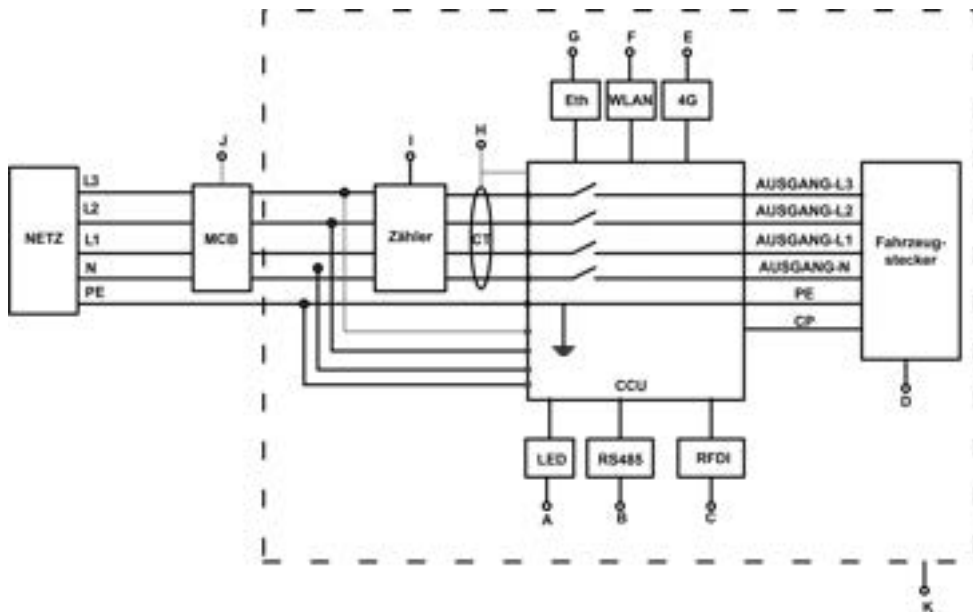 G F E
Eth WLAN 4G
J I H
L3
L2
L1
N
PE
NETZ
MCB
Zähler
CT
AUSGANG-L3
AUSGANG-L2
AUSGANG-L1
AUSGANG-N
PE
CP
Fahrzeug-
stecker
D
CCU
LED RS485 RFDI
A B C
K